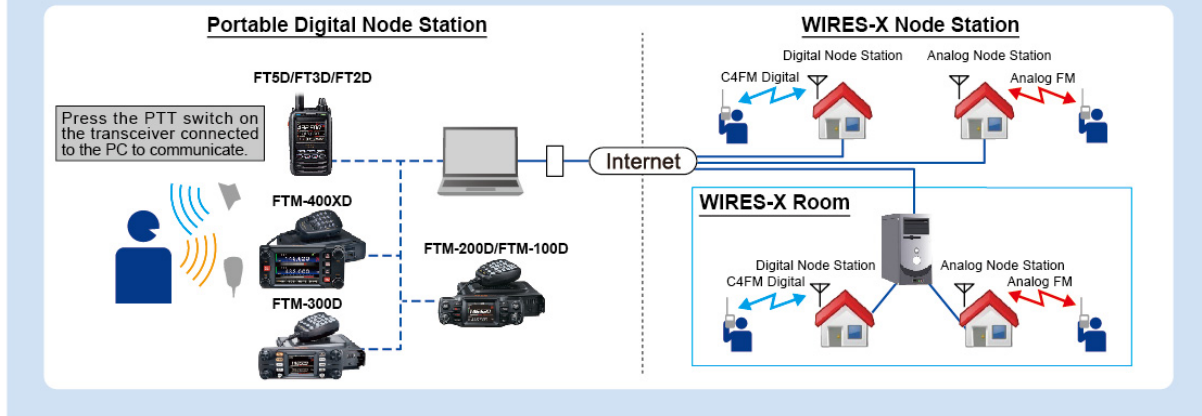 Portable Digital Node Station
FT5D/FT3D/FT2D
Press the PTT switch on
the transceiver connected
to the PC to communicate.
FTM-400XD
FTM-200D/FTM-100D
FTM-300D
Internet
WIRES-X Node Station
Digital Node Station
Analog Node Station
C4FM Digital
Analog FM
WIRES-X Room
Digital Node Station
Analog Node Station
C4FM Digital
Analog FM